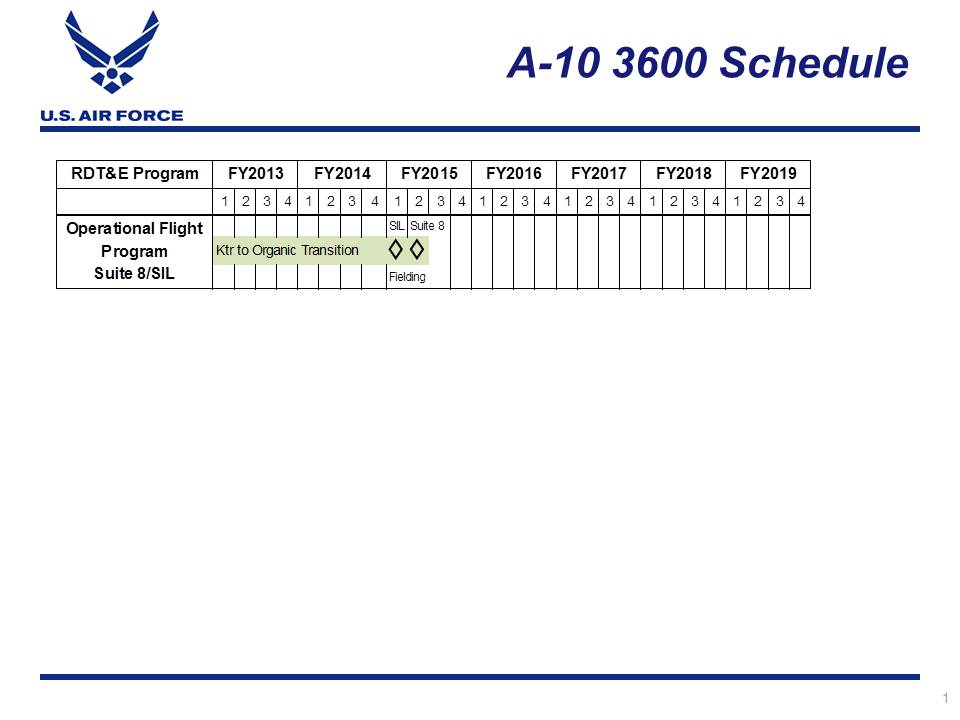 A-10 3600 Schedule
U.S. AIR FORCE
RDT&E Program FY2013 FY2014 FY2015 FY2016 FY2017 FY2018 FY2019
1 2 3 4 1 2 3 4 1 2 3 4 1 2 3 4 1 2 3 4 1 2 3 4 1 2 3 4
Operational Flight
Program
Suite 8/SIL
SIL Suite 8
Ktr to Organic Transition
Fielding
1